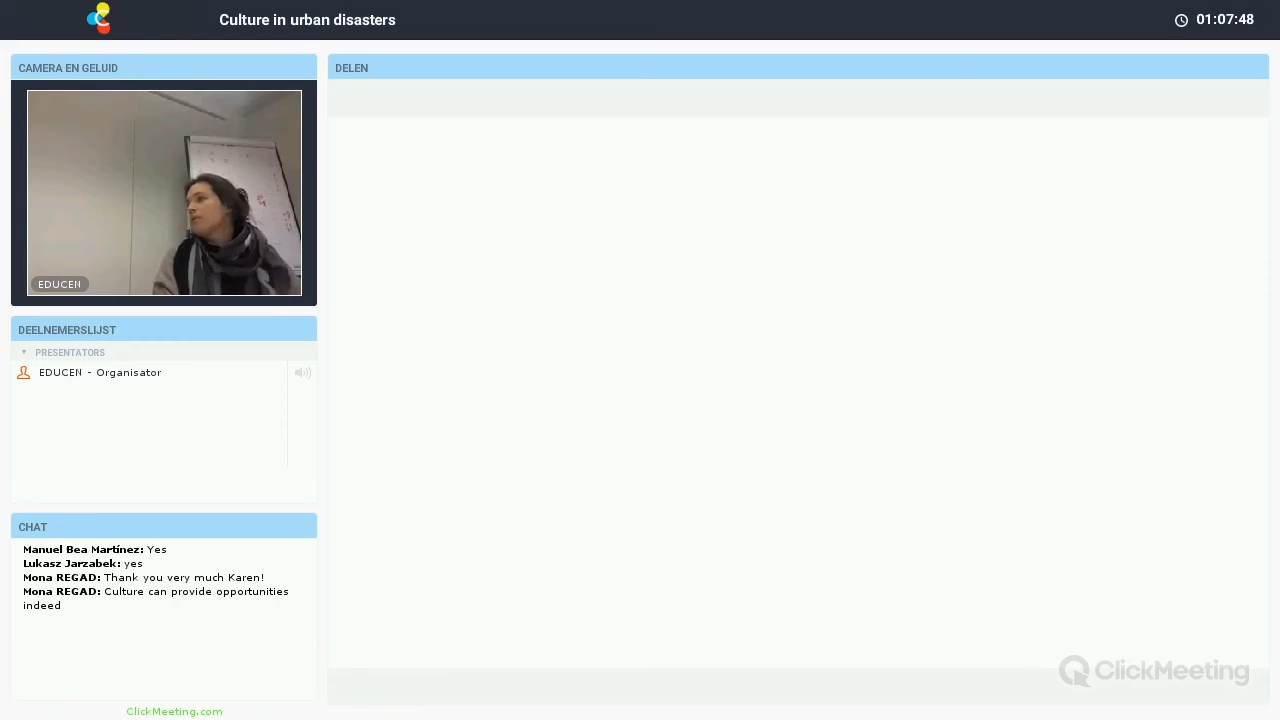 Culture in urban disasters
01:07:48
CAMERA EN GELUID
DELEN
EDUCEN
DEELNEMERSLIJST
PRESENTATORS
EDUCEN - Organisator
CHAT
Manuel Bea Martínez: Yes
Lukasz Jarzabek: yes
Mona REGAD: Thank you very much Karen!
Mona REGAD: Culture can provide opportunities
indeed
ClickMeeting
ClickMeeting.com